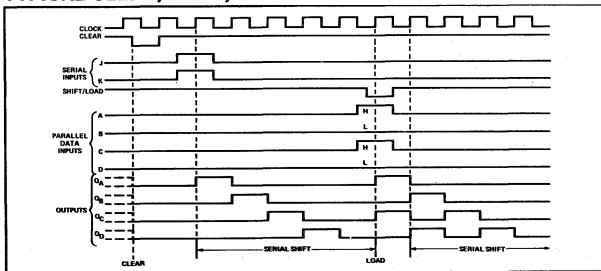 CLOCK
CLEAR
SERIAL
INPUTS
J
K
SHIFT/LOAD
PARALLEL
DATA
INPUTS
A
B
C
D
H
L
H
L
OUTPUTS
QA
QB
QC
QD
SERIAL SHIFT
SERIAL SHIFT
CLEAR
LOAD